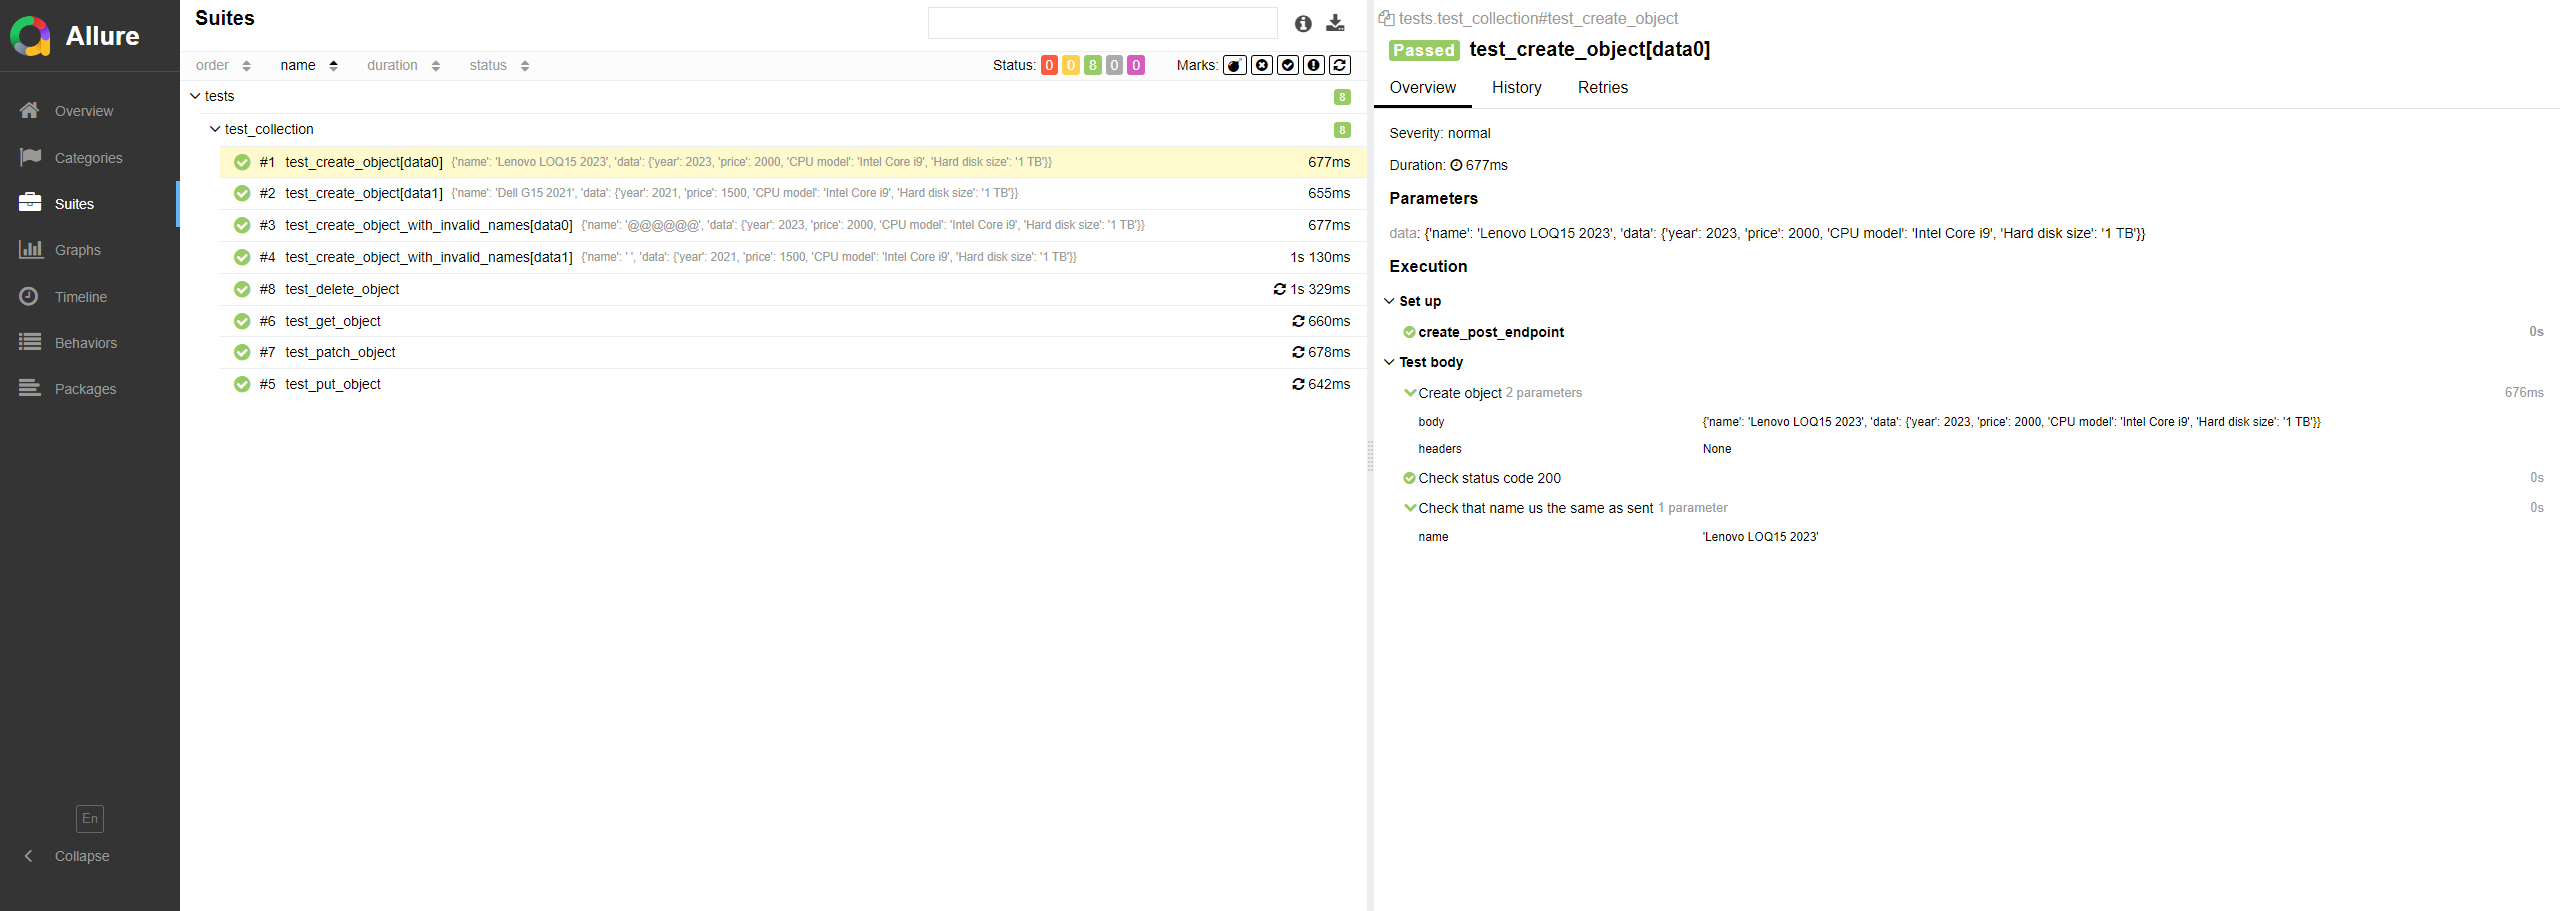 Allure
Overview
Categories
Suites
Graphs
Timeline
Behaviors
Packages
En
Collapse
Suites
order name duration status Status: 0 0 8 0 0 Marks:
tests 8
test_collection 8
#1 test_create_object[data0] {'name': 'Lenovo LOQ15 2023', 'data': {'year': 2023, 'price': 2000, 'CPU model': 'Intel Core i9', 'Hard disk size': '1 TB'}} 677ms
#2 test_create_object[data1] {'name': 'Dell G15 2021', 'data': {'year': 2021, 'price': 1500, 'CPU model': 'Intel Core i9', 'Hard disk size': '1 TB'}} 655ms
#3 test_create_object_with_invalid_names[data0] {'name': '@@@@@@', 'data': {'year': 2023, 'price': 2000, 'CPU model': 'Intel Core i9', 'Hard disk size': '1 TB'}} 677ms
#4 test_create_object_with_invalid_names[data1] {'name': ' ', 'data': {'year': 2021, 'price': 1500, 'CPU model': 'Intel Core i9', 'Hard disk size': '1 TB'}} 1s 130ms
#8 test_delete_object 1s 329ms
#6 test_get_object 660ms
#7 test_patch_object 678ms
#5 test_put_object 642ms
tests.test_collection#test_create_object
Passed test_create_object[data0]
Overview History Retries
Severity: normal
Duration: 677ms
Parameters
data: {'name': 'Lenovo LOQ15 2023', 'data': {'year': 2023, 'price': 2000, 'CPU model': 'Intel Core i9', 'Hard disk size': '1 TB'}}
Execution
Set up
create_post_endpoint 0s
Test body
Create object 2 parameters 676ms
body {'name': 'Lenovo LOQ15 2023', 'data': {'year': 2023, 'price': 2000, 'CPU model': 'Intel Core i9', 'Hard disk size': '1 TB'}}
headers None
Check status code 200 0s
Check that name us the same as sent 1 parameter 0s
name 'Lenovo LOQ15 2023'